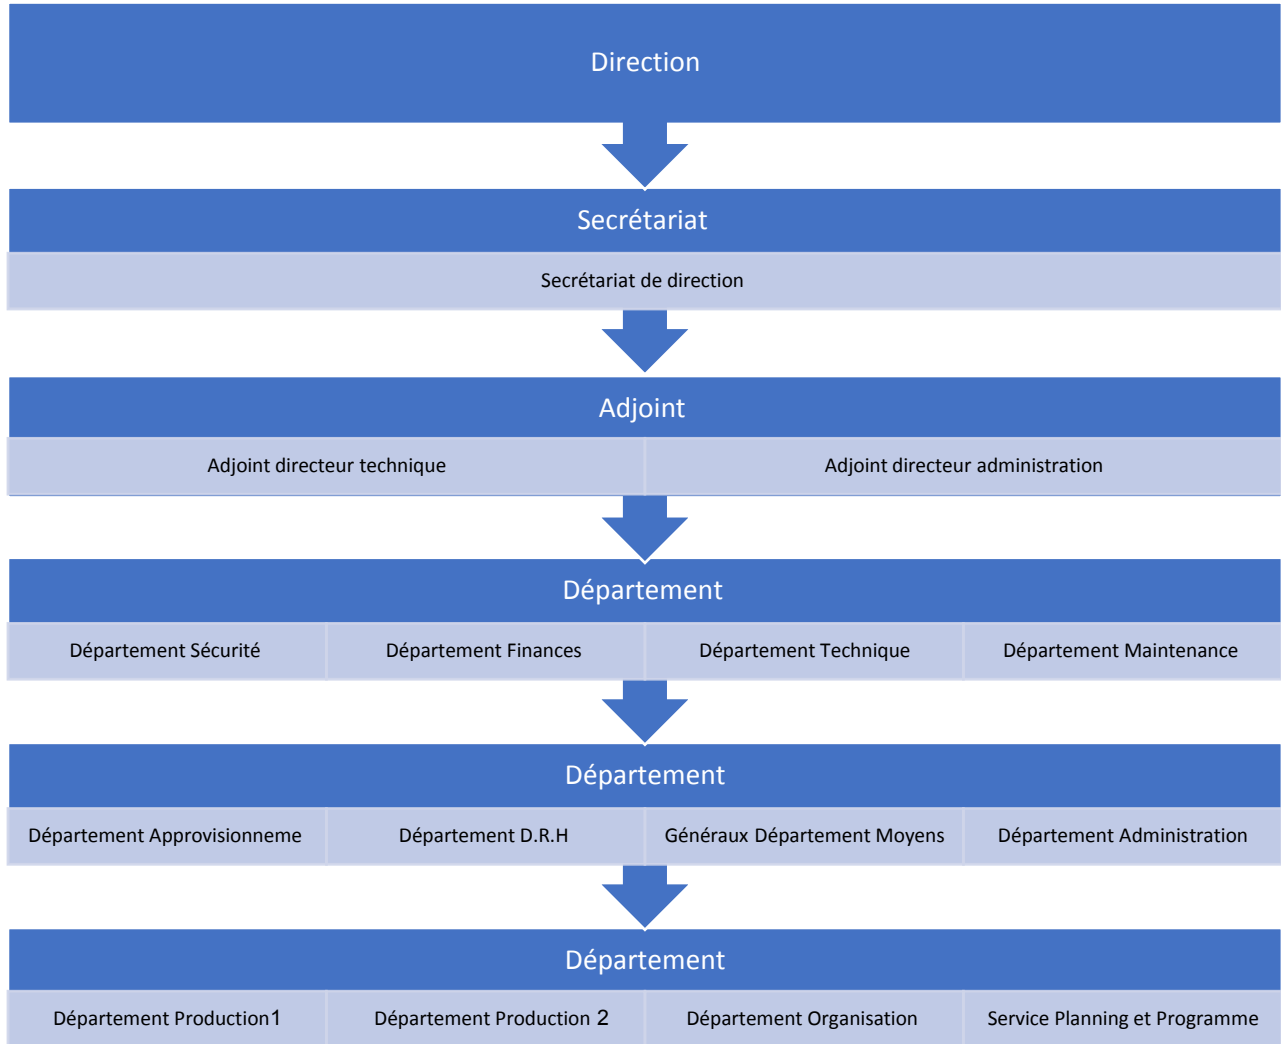 Direction
Secrétariat
Secrétariat de direction
Adjoint
Adjoint directeur technique
Adjoint directeur administration
Département
Département Sécurité
Département Finances
Département Technique
Département Maintenance
Département
Département Approvisionneme
Département D.R.H
Généraux Département Moyens
Département Administration
Département
Département Production1
Département Production 2
Département Organisation
Service Planning et Programme